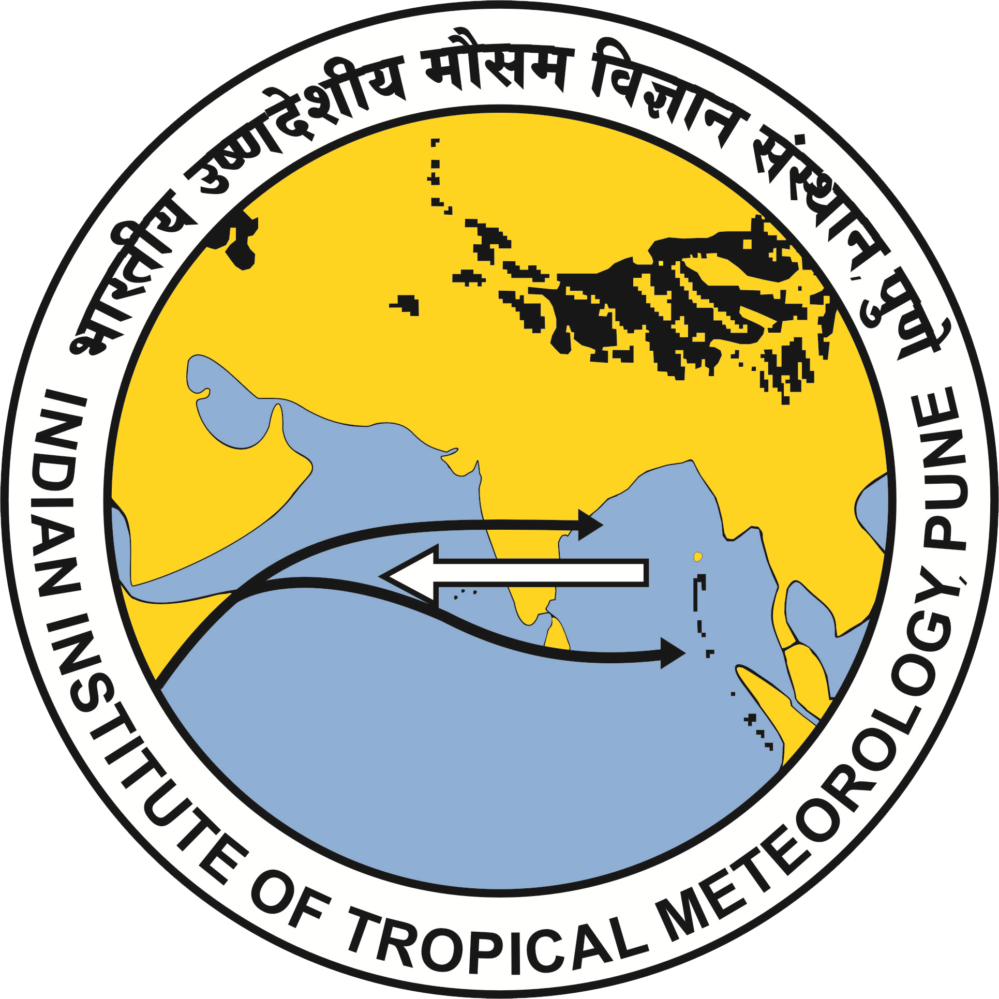 भारतीय उष्णदेशीय मौसम विज्ञान संस्थान, पुणे
INDIAN INSTITUTE OF TROPICAL METEOROLOGY, PUNE